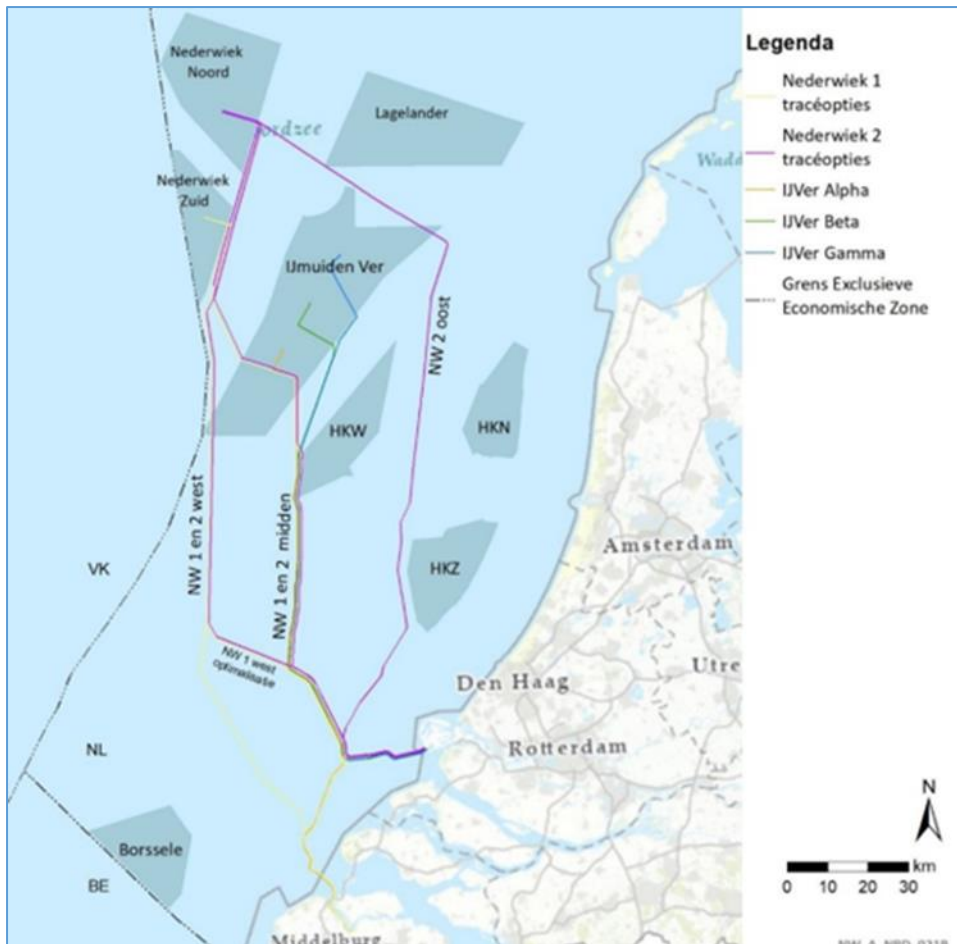 Nederwiek
Noord
Lagelander
Nederwiek
Zuid
IJmuiden Ver
NW 2 oost
HKW
HKN
NW 1 en 2 west
NW 1 en 2 midden
VK
HKZ
Amsterdam
NW 1 west
optimalisatie
Den Haag
Utre
NL
Rotterdam
Borssele
BE
Middelburg
Legenda
Nederwiek 1
tracéopties
Nederwiek 2
tracéopties
IJVer Alpha
IJVer Beta
IJVer Gamma
Grens Exclusieve
Economische Zone
N
km
0 10 20 30